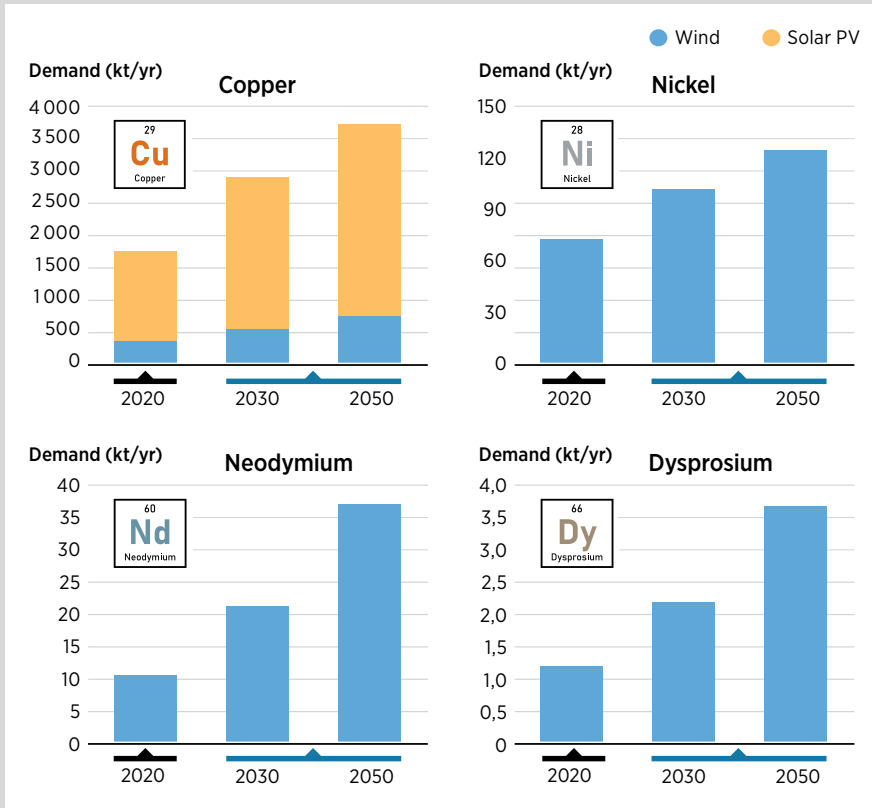 Wind Solar PV
Demand (kt/yr)
Copper
4 000
3 500
3 000
2 500
2 000
1 500
1 000
500
0
29
Cu
Copper
2020 2030 2050
Demand (kt/yr)
Nickel
150
120
90
60
30
0
28
Ni
Nickel
2020 2030 2050
Demand (kt/yr)
Neodymium
40
35
30
25
20
15
10
5
0
60
Nd
Neodymium
2020 2030 2050
Demand (kt/yr)
Dysprosium
4,0
3,5
3,0
2,5
2,0
1,5
1,0
0,5
0
66
Dy
Dysprosium
2020 2030 2050